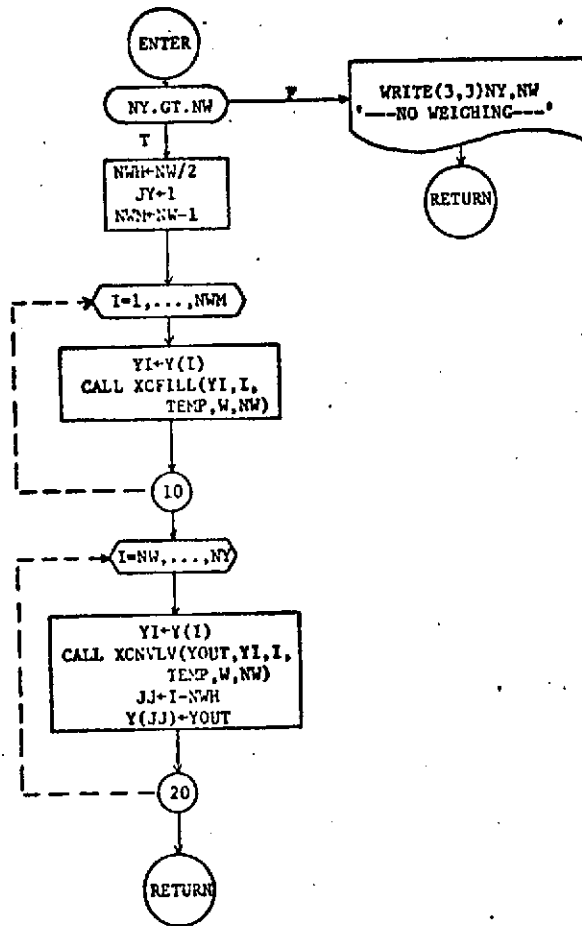 ENTER
NY.GT.NW
F
WRITE(3,3)NY,NW
'---NO WEIGHING---'
RETURN
T
NWH←NW/2
JY←1
NWM←NW-1
I=1,...,NWM
YI←Y(I)
CALL XCFILL(YI,I,
TEMP,W,NW)
10
I=NW,...,NY
YI←Y(I)
CALL XCNVLV(YOUT,YI,I,
TEMP,W,NW)
JJ←I-NWH
Y(JJ)←YOUT
20
RETURN